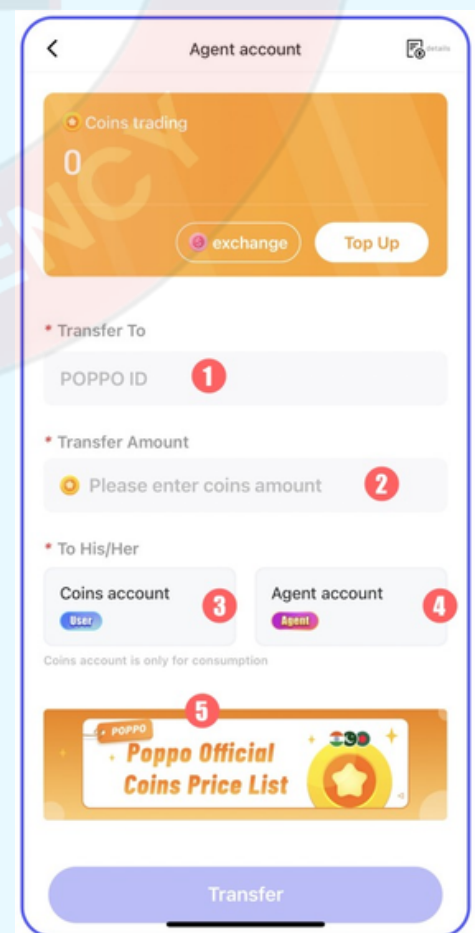 ENCY
Agent account
details
Coins trading
0
exchange
Top Up
* Transfer To
POPPO ID
1
* Transfer Amount
Please enter coins amount
2
* To His/Her
Coins account
User
3
Agent account
Agent
4
Coins account is only for consumption
5
POPPO
Poppo Official
Coins Price List
Transfer